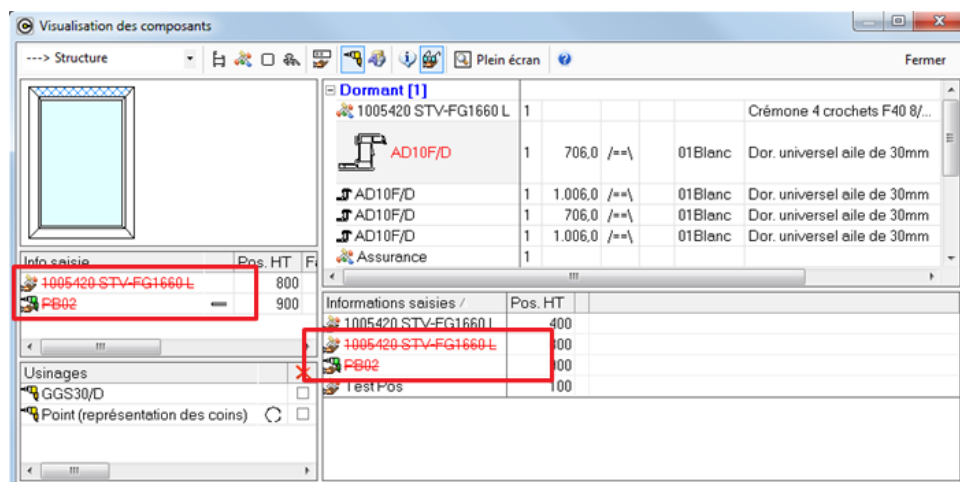 Visualisation des composants
---> Structure Plein écran Fermer
Dormant [1]
1005420 STV-FG1660 L 1 Crémone 4 crochets F40 8/...
AD10F/D 1 706,0 /==\ 01Blanc Dor. universel aile de 30mm
AD10F/D 1 1.006,0 /==\ 01Blanc Dor. universel aile de 30mm
AD10F/D 1 706,0 /==\ 01Blanc Dor. universel aile de 30mm
AD10F/D 1 1.006,0 /==\ 01Blanc Dor. universel aile de 30mm
Assurance 1
Info saisie Pos. HT
1005420 STV-FG1660 L 800
PB02 900
Usinages
GGS30/D
Point (représentation des coins)
Informations saisies / Pos. HT
1005420 STV-FG1660 L 400
1005420 STV-FG1660 L
PB02
Test Pos 100